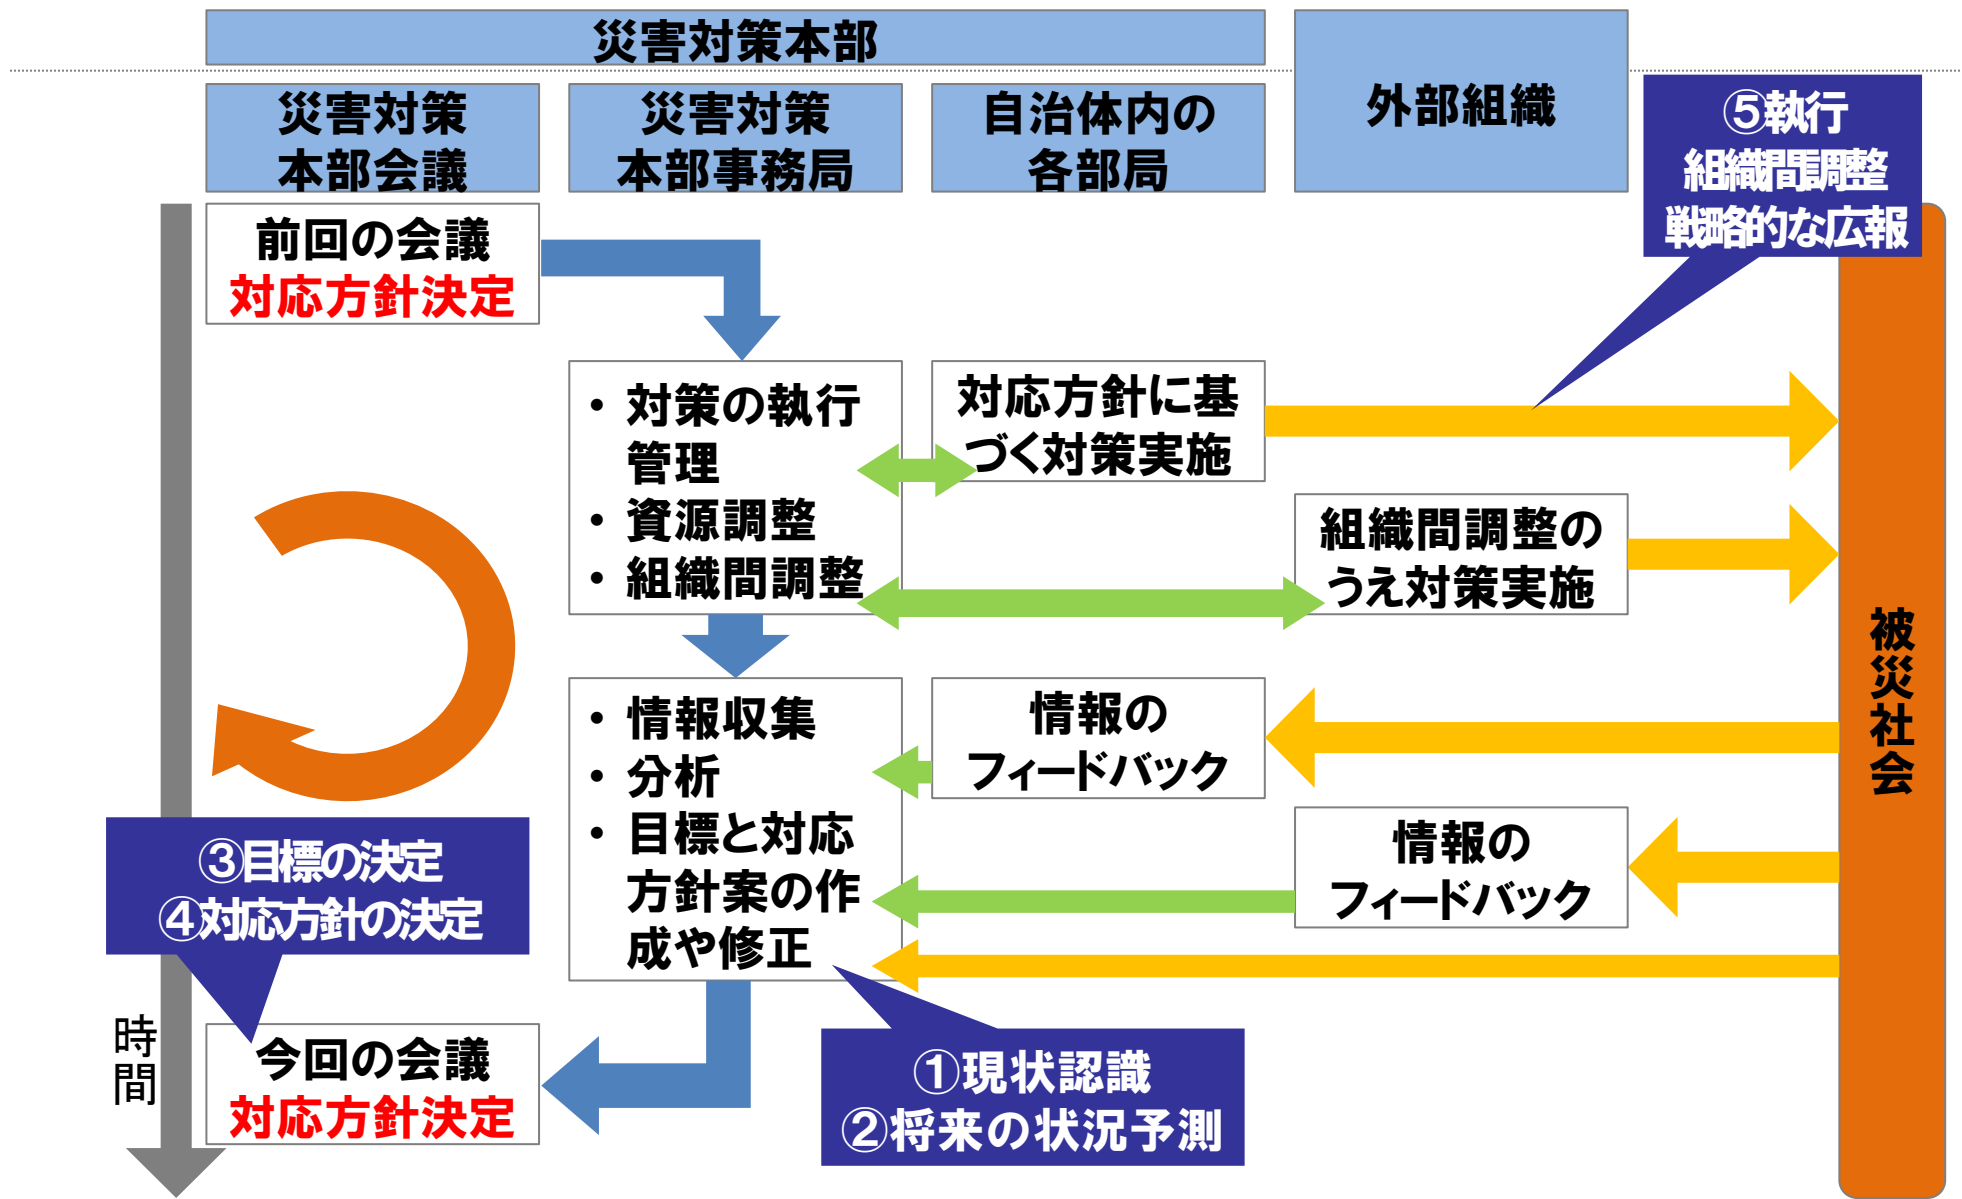 災害対策本部
災害対策
本部会議
災害対策
本部事務局
自治体内の
各部局
外部組織
⑤執行
組織間調整
戦略的な広報
前回の会議
対応方針決定
・対策の執行
管理
・資源調整
・組織間調整
対応方針に基
づく対策実施
組織間調整の
うえ対策実施
被災社会
・情報収集
・分析
・目標と対応
方針案の作
成や修正
情報の
フィードバック
情報の
フィードバック
③目標の決定
④対応方針の決定
時間
今回の会議
対応方針決定
①現状認識
②将来の状況予測